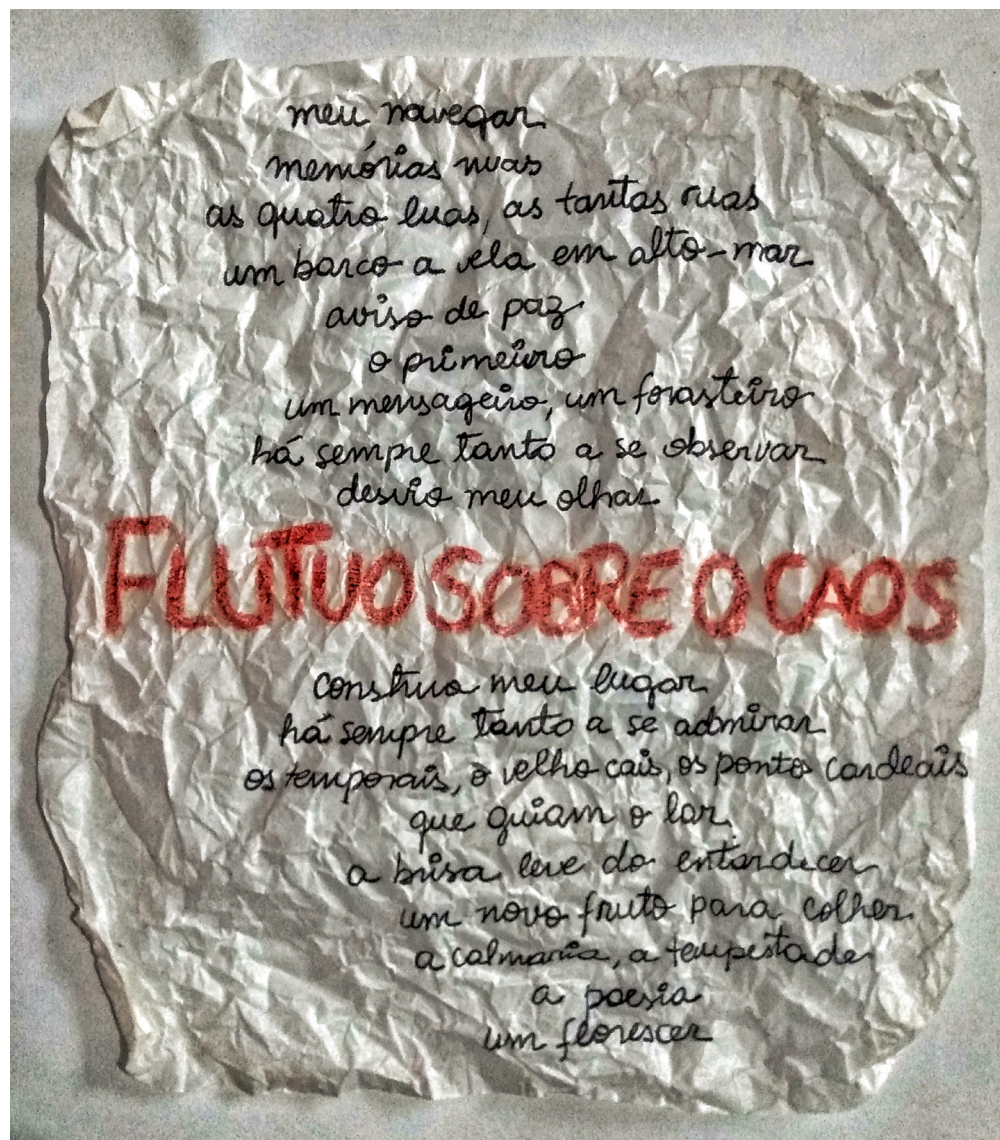 meu navegar
memórias nuas
as quatro luas, as tantas ruas
um barco a vela em alto-mar
aviso de paz
o primeiro
um mensageiro, um forasteiro
há sempre tanto a se observar
desvio meu olhar
FLUTUO SOBRE O CAOS
construo meu lugar
há sempre tanto a se admirar
os temporais, o velho cais, os pontos cardeais
que guiam o lar
a brisa leve do entardecer
um novo fruto para colher
a calmaria, a tempestade
a poesia
um florescer